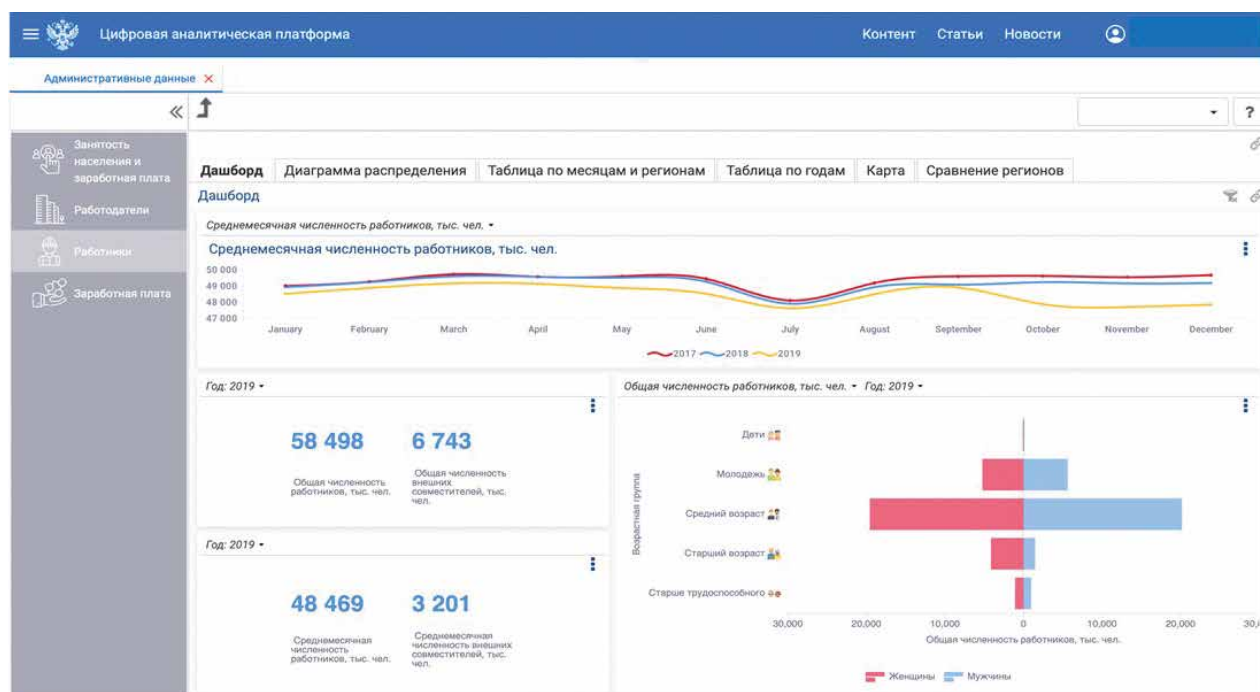 Цифровая аналитическая платформа
Контент Статьи Новости
Административные данные
?
Занятость
населения и
заработная плата
Работодатели
Работники
Заработная плата
Дашборд Диаграмма распределения Таблица по месяцам и регионам Таблица по годам Карта Сравнение регионов
Дашборд
Среднемесячная численность работников, тыс. чел.
Среднемесячная численность работников, тыс. чел.
50 000
49 000
48 000
47 000
January February March April May June July August September October November December
2017 2018 2019
Год: 2019
58 498 6 743
Общая численность
работников, тыс. чел.
Общая численность
внешних
совместителей, тыс.
чел.
Год: 2019
48 469 3 201
Среднемесячная
численность
работников, тыс. чел.
Среднемесячная
численность внешних
совместителей, тыс.
чел.
Общая численность работников, тыс. чел. Год: 2019
Возрастная группа
Дети
Молодежь
Средний возраст
Старший возраст
Старше трудоспособного
30,000 20,000 10,000 0 10,000 20,000 30,
Общая численность работников, тыс. чел.
Женщины Мужчины